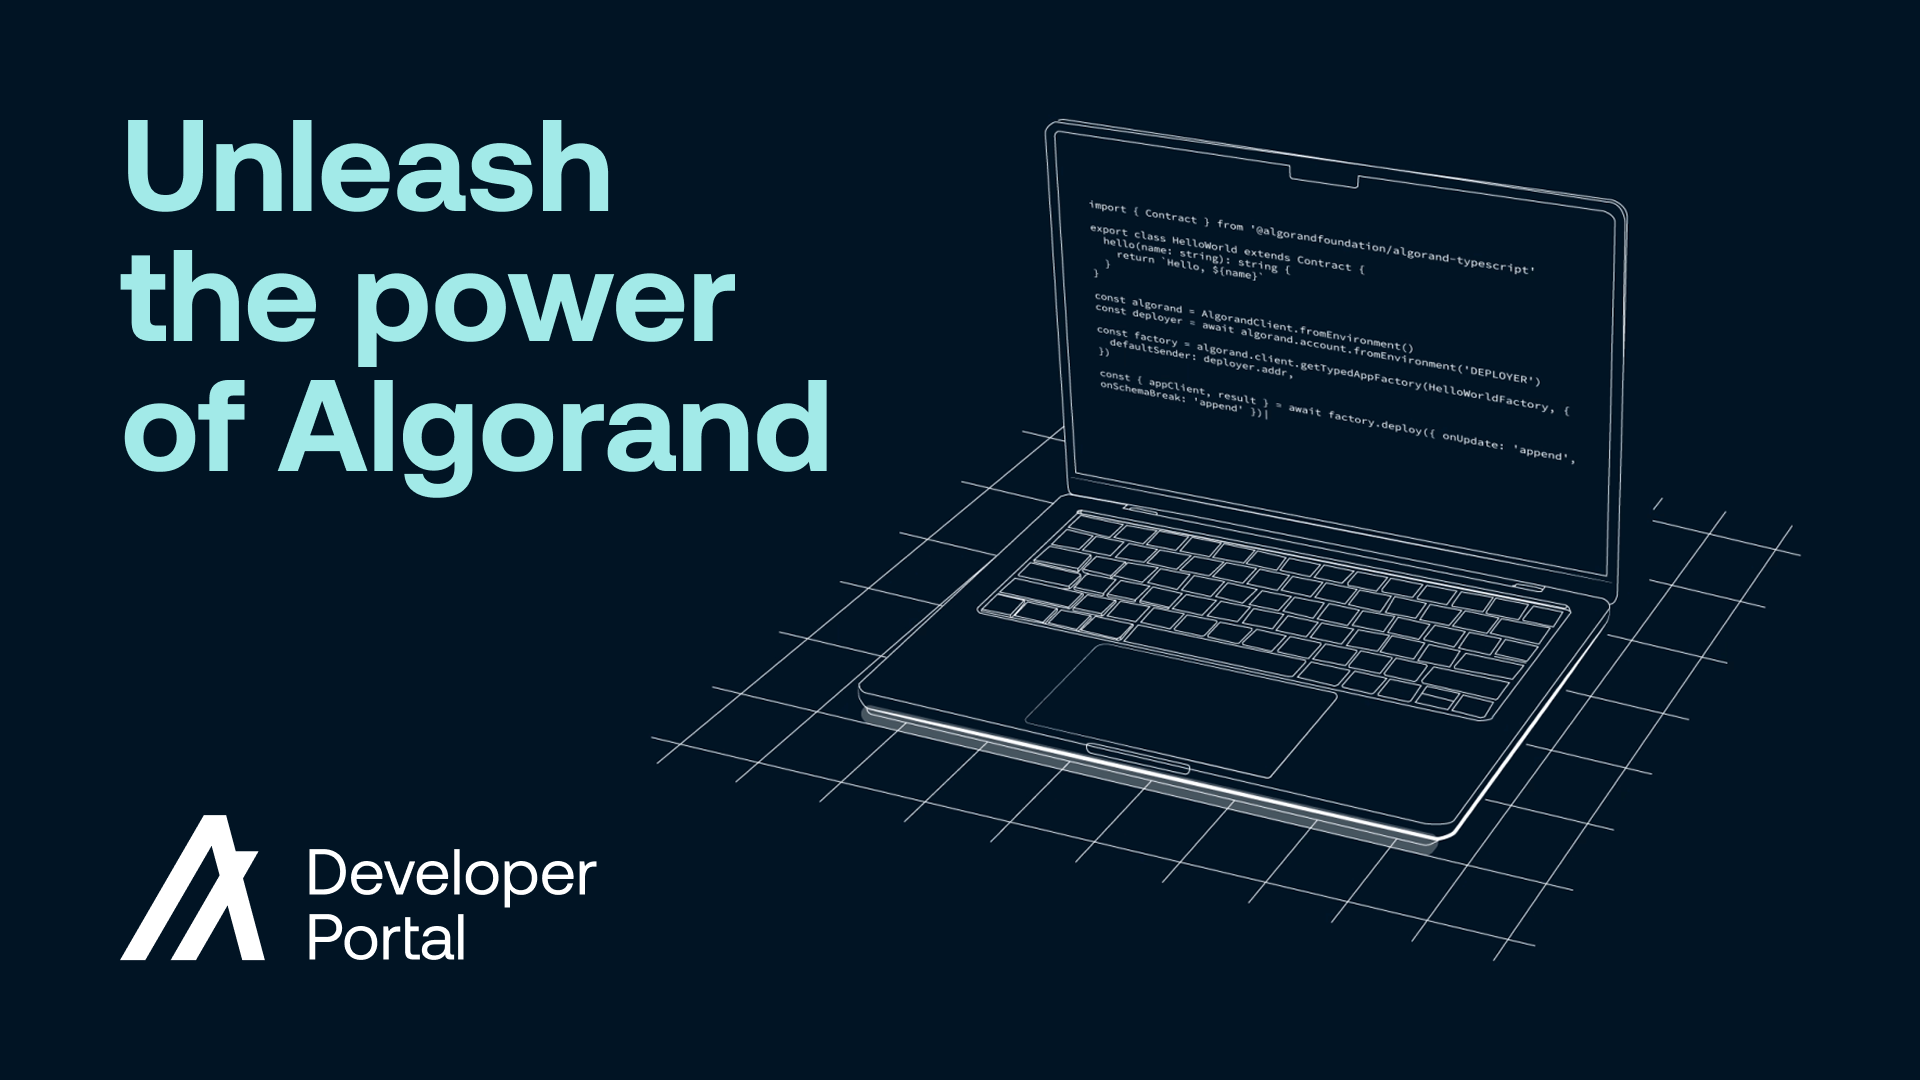 Unleash
the power
of Algorand
import { Contract } from '@algorandfoundation/algorand-typescript'
export class HelloWorld extends Contract {
hello(name: string): string {
return `Hello, ${name}`
}
}
const algorand = AlgorandClient.fromEnvironment()
const deployer = await algorand.account.fromEnvironment('DEPLOYER')
const factory = algorand.client.getTypedAppFactory(HelloWorldFactory, {
defaultSender: deployer.addr,
})
const { appClient, result } = await factory.deploy({ onUpdate: 'append',
onSchemaBreak: 'append' })|
Developer
Portal